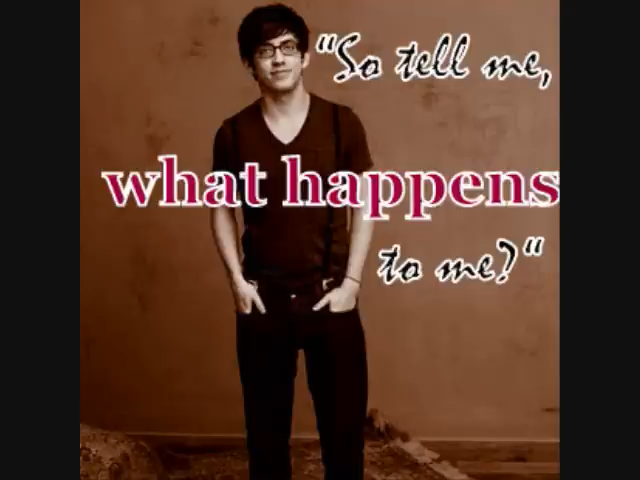 “So tell me,
what happens
to me?“